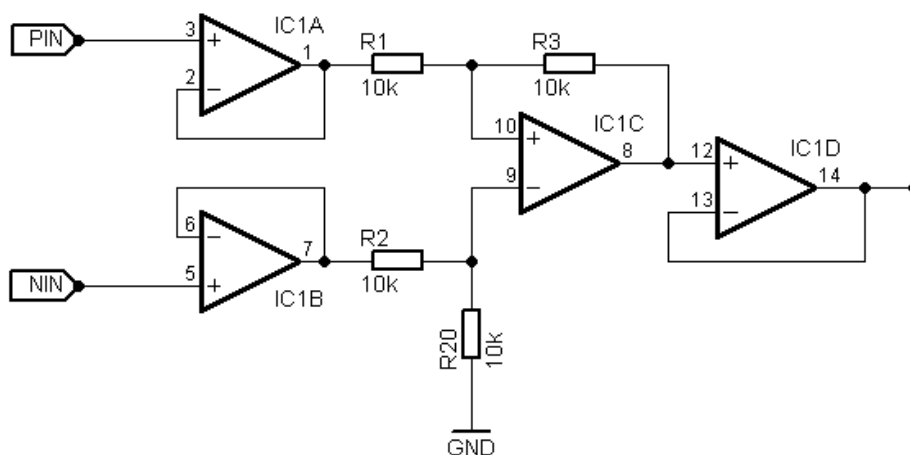 PIN
3
+
IC1A
1
2
−
R1
10k
R3
10k
10
+
IC1C
8
9
−
12
+
IC1D
14
13
−
6
−
7
5
+
IC1B
NIN
R2
10k
R20
10k
GND